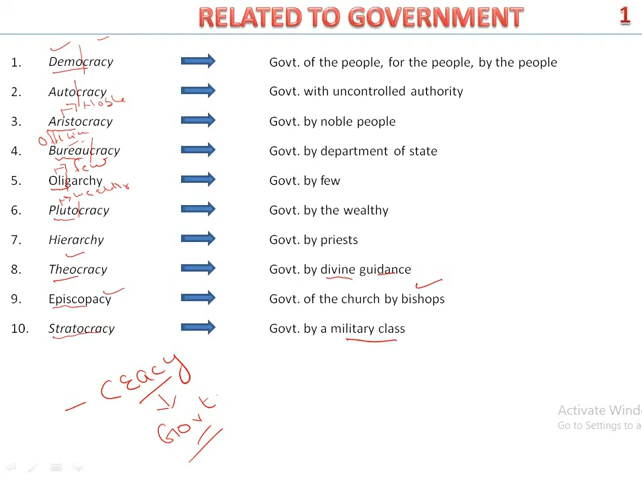 RELATED TO GOVERNMENT 1
1. Democracy Govt. of the people, for the people, by the people
2. Autocracy Govt. with uncontrolled authority
Noble
3. Aristocracy Govt. by noble people
4. Bureaucracy Govt. by department of state
few
5. Oligarchy Govt. by few
6. Plutocracy Govt. by the wealthy
7. Hierarchy Govt. by priests
8. Theocracy Govt. by divine guidance
9. Episcopacy Govt. of the church by bishops
10. Stratocracy Govt. by a military class
- cracy
Govt
Activate Wind
Go to Settings to a